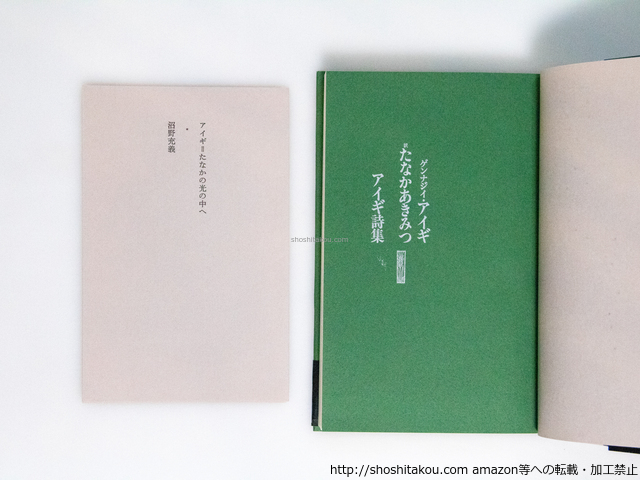 アイギ=たなかの光の中へ
・
沼野充義
ゲンナジイ・アイギ
訳 たなかあきみつ
アイギ詩集
shoshitakou.com
http://shoshitakou.com amazon等への転載・加工禁止